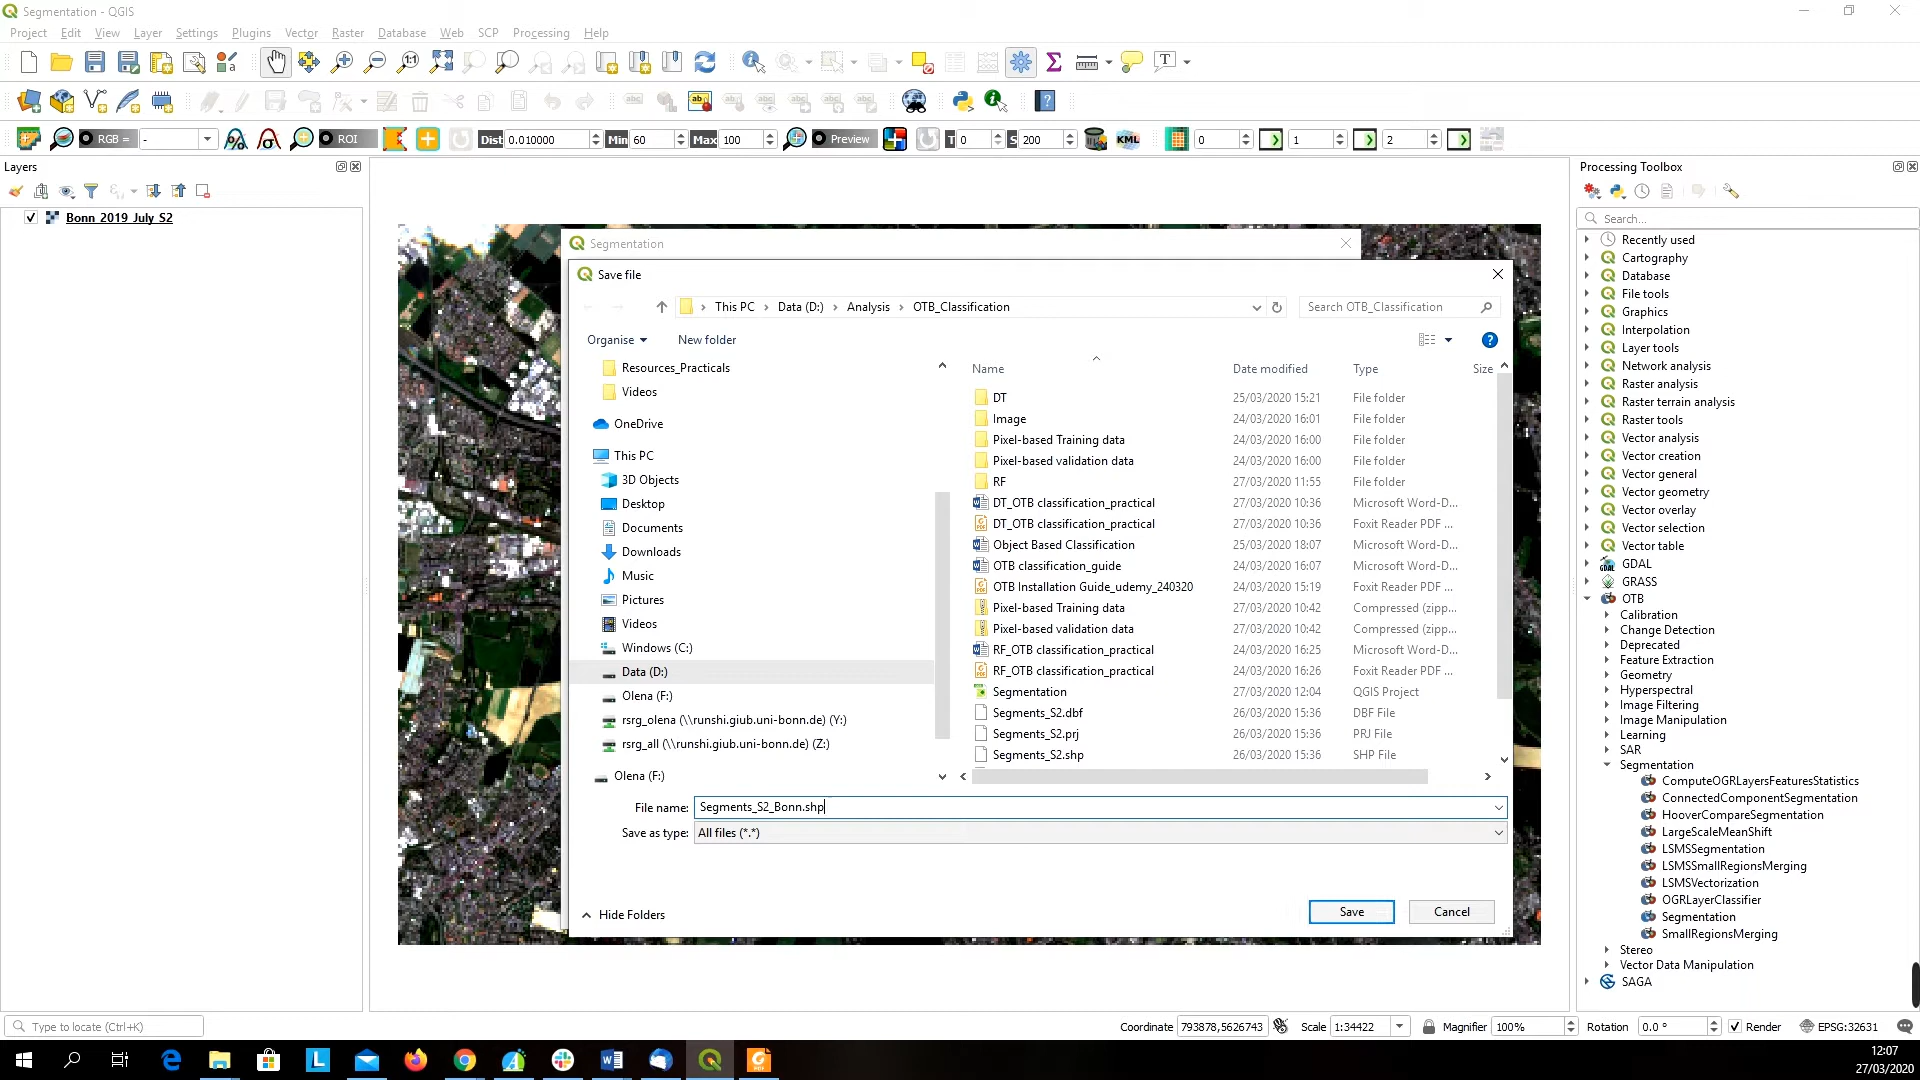 Segmentation - QGIS
Project Edit View Layer Settings Plugins Vector Raster Database Web SCP Processing Help
RGB = - ROI Dist 0.010000 Min 60 Max 100 Preview T 0 S 200 KML 0 1 2
Layers
Bonn_2019_July_S2
Segmentation
Save file
This PC > Data (D:) > Analysis > OTB_Classification
Search OTB_Classification
Organise New folder
Resources_Practicals
Videos
OneDrive
This PC
3D Objects
Desktop
Documents
Downloads
Music
Pictures
Videos
Windows (C:)
Data (D:)
Olena (F:)
rsrg_olena (\\runshi.giub.uni-bonn.de) (Y:)
rsrg_all (\\runshi.giub.uni-bonn.de) (Z:)
Olena (F:)
Name Date modified Type Size
DT 25/03/2020 15:21 File folder
Image 24/03/2020 16:01 File folder
Pixel-based Training data 24/03/2020 16:00 File folder
Pixel-based validation data 24/03/2020 16:00 File folder
RF 27/03/2020 11:55 File folder
DT_OTB classification_practical 27/03/2020 10:36 Microsoft Word-D...
DT_OTB classification_practical 27/03/2020 10:36 Foxit Reader PDF ...
Object Based Classification 25/03/2020 18:07 Microsoft Word-D...
OTB classification_guide 24/03/2020 16:07 Microsoft Word-D...
OTB Installation Guide_udemy_240320 24/03/2020 15:19 Foxit Reader PDF ...
Pixel-based Training data 27/03/2020 10:42 Compressed (zipp...
Pixel-based validation data 27/03/2020 10:42 Compressed (zipp...
RF_OTB classification_practical 24/03/2020 16:25 Microsoft Word-D...
RF_OTB classification_practical 24/03/2020 16:26 Foxit Reader PDF ...
Segmentation 27/03/2020 12:04 QGIS Project
Segments_S2.dbf 26/03/2020 15:36 DBF File
Segments_S2.prj 26/03/2020 15:36 PRJ File
Segments_S2.shp 26/03/2020 15:36 SHP File
File name: Segments_S2_Bonn.shp
Save as type: All files (*.*)
Hide Folders
Save Cancel
Processing Toolbox
Search...
Recently used
Cartography
Database
File tools
Graphics
Interpolation
Layer tools
Network analysis
Raster analysis
Raster terrain analysis
Raster tools
Vector analysis
Vector creation
Vector general
Vector geometry
Vector overlay
Vector selection
Vector table
GDAL
GRASS
OTB
Calibration
Change Detection
Deprecated
Feature Extraction
Geometry
Hyperspectral
Image Filtering
Image Manipulation
Learning
SAR
Segmentation
ComputeOGRLayersFeaturesStatistics
ConnectedComponentSegmentation
HooverCompareSegmentation
LargeScaleMeanShift
LSMSSegmentation
LSMSSmallRegionsMerging
LSMSVectorization
OGRLayerClassifier
Segmentation
SmallRegionsMerging
Stereo
Vector Data Manipulation
SAGA
Type to locate (Ctrl+K)
Coordinate 793878,5626743 Scale 1:34422 Magnifier 100% Rotation 0.0 ° Render EPSG:32631
12:07
27/03/2020